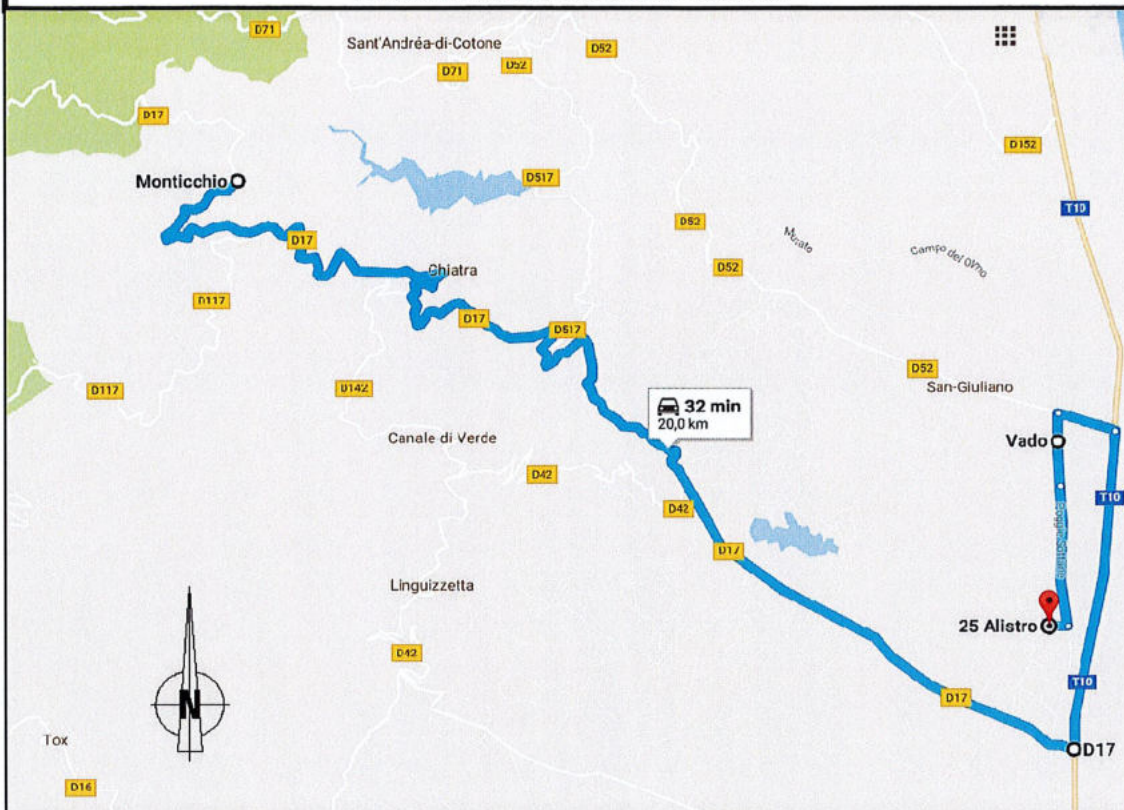 D71
Sant'Andréa-di-Cotone
D52
D71
D52
D17
D152
Monticchio
D517
T10
D52
D17
Campo del Olmo
Chiatra
D52
D117
D17
D517
D52
San-Giuliano
D117
D142
32 min
20,0 km
Canale di Verde
Vado
D42
T10
D42
D17
Linguizzetta
25 Alistro
D42
T10
D17
N
Tox
D17
D16